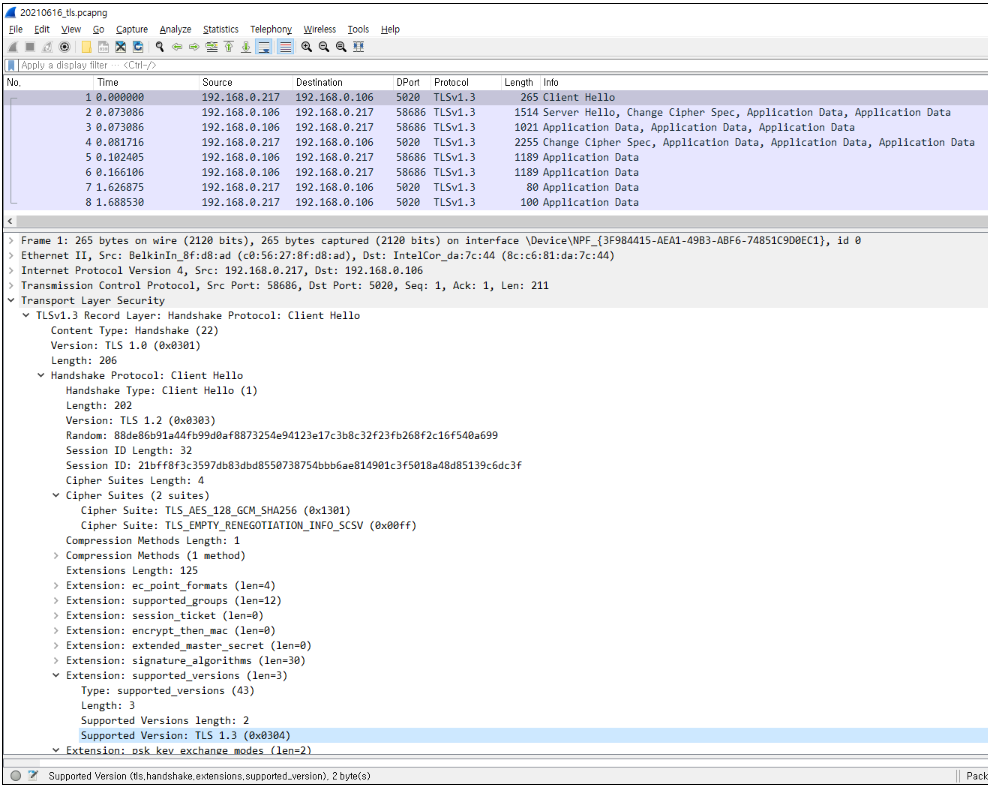 20210616_tls.pcapng
File Edit View Go Capture Analyze Statistics Telephony Wireless Tools Help
Apply a display filter ... <Ctrl-/>
No. Time Source Destination DPort Protocol Length Info
1 0.000000 192.168.0.217 192.168.0.106 5020 TLSv1.3 265 Client Hello
2 0.073086 192.168.0.106 192.168.0.217 58686 TLSv1.3 1514 Server Hello, Change Cipher Spec, Application Data, Application Data
3 0.073086 192.168.0.106 192.168.0.217 58686 TLSv1.3 1021 Application Data, Application Data, Application Data
4 0.081716 192.168.0.217 192.168.0.106 5020 TLSv1.3 2255 Change Cipher Spec, Application Data, Application Data, Application Data
5 0.102405 192.168.0.106 192.168.0.217 58686 TLSv1.3 1189 Application Data
6 0.166106 192.168.0.106 192.168.0.217 58686 TLSv1.3 1189 Application Data
7 1.626875 192.168.0.217 192.168.0.106 5020 TLSv1.3 80 Application Data
8 1.688530 192.168.0.217 192.168.0.106 5020 TLSv1.3 100 Application Data
Frame 1: 265 bytes on wire (2120 bits), 265 bytes captured (2120 bits) on interface \Device\NPF_{3F984415-AEA1-49B3-ABF6-74851C9D0EC1}, id 0
Ethernet II, Src: BelkinIn_8f:d8:ad (c0:56:27:8f:d8:ad), Dst: IntelCor_da:7c:44 (8c:c6:81:da:7c:44)
Internet Protocol Version 4, Src: 192.168.0.217, Dst: 192.168.0.106
Transmission Control Protocol, Src Port: 58686, Dst Port: 5020, Seq: 1, Ack: 1, Len: 211
Transport Layer Security
TLSv1.3 Record Layer: Handshake Protocol: Client Hello
Content Type: Handshake (22)
Version: TLS 1.0 (0x0301)
Length: 206
Handshake Protocol: Client Hello
Handshake Type: Client Hello (1)
Length: 202
Version: TLS 1.2 (0x0303)
Random: 88de86b91a44fb99d0af8873254e94123e17c3b8c32f23fb268f2c16f540a699
Session ID Length: 32
Session ID: 21bff8f3c3597db83dbd8550738754bbb6ae814901c3f5018a48d85139c6dc3f
Cipher Suites Length: 4
Cipher Suites (2 suites)
Cipher Suite: TLS_AES_128_GCM_SHA256 (0x1301)
Cipher Suite: TLS_EMPTY_RENEGOTIATION_INFO_SCSV (0x00ff)
Compression Methods Length: 1
Compression Methods (1 method)
Extensions Length: 125
Extension: ec_point_formats (len=4)
Extension: supported_groups (len=12)
Extension: session_ticket (len=0)
Extension: encrypt_then_mac (len=0)
Extension: extended_master_secret (len=0)
Extension: signature_algorithms (len=30)
Extension: supported_versions (len=3)
Type: supported_versions (43)
Length: 3
Supported Versions length: 2
Supported Version: TLS 1.3 (0x0304)
Extension: psk_key_exchange_modes (len=2)
Supported Version (tls.handshake.extensions.supported_version), 2 byte(s)
Pack